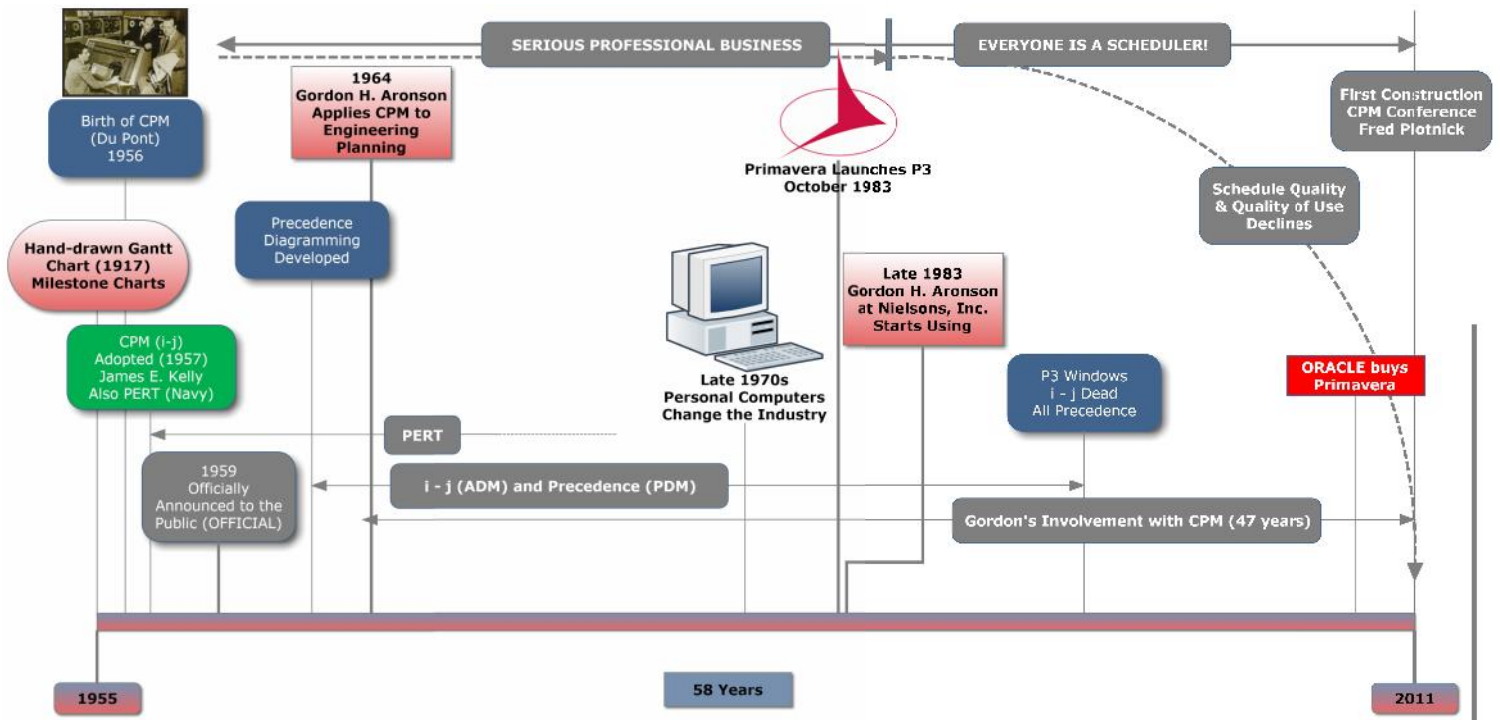 SERIOUS PROFESSIONAL BUSINESS
EVERYONE IS A SCHEDULER!
Birth of CPM
(Du Pont)
1956
1964
Gordon H. Aronson
Applies CPM to
Engineering
Planning
Primavera Launches P3
October 1983
First Construction
CPM Conference
Fred Plotnick
Schedule Quality
& Quality of Use
Declines
Hand-drawn Gantt
Chart (1917)
Milestone Charts
Precedence
Diagramming
Developed
Late 1970s
Personal Computers
Change the Industry
Late 1983
Gordon H. Aronson
at Nielsons, Inc.
Starts Using
CPM (i-j)
Adopted (1957)
James E. Kelly
Also PERT (Navy)
P3 Windows
i - j Dead
All Precedence
ORACLE buys
Primavera
PERT
1959
Officially
Announced to the
Public (OFFICIAL)
i - j (ADM) and Precedence (PDM)
Gordon's Involvement with CPM (47 years)
1955
58 Years
2011